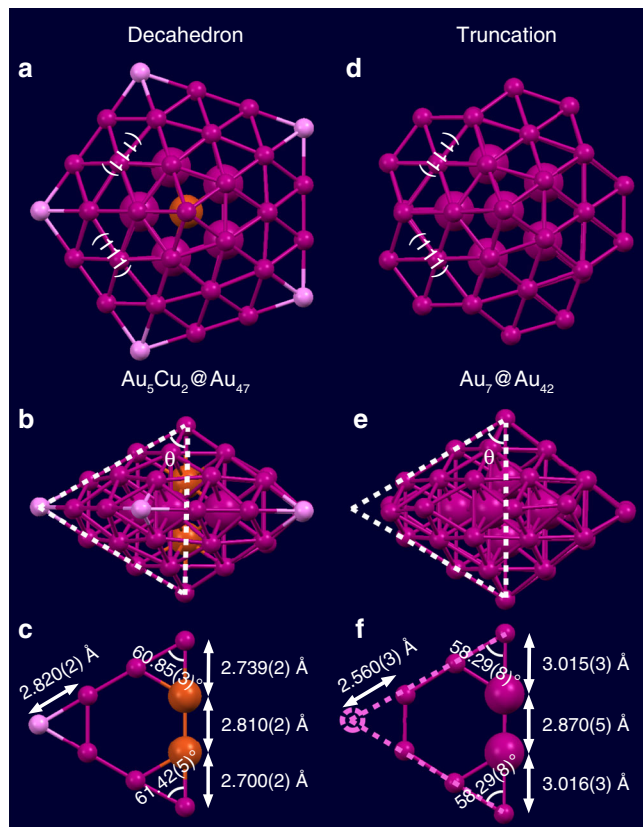 Decahedron
Truncation
a
d
(111)
(111)
(111)
(111)
Au₅Cu₂@Au₄₇
Au₇@Au₄₂
b
e
θ
θ
c
f
2.820(2) Å
60.85(3)°
2.739(2) Å
2.810(2) Å
61.42(5)°
2.700(2) Å
2.560(3) Å
58.29(8)°
3.015(3) Å
2.870(5) Å
58.29(8)°
3.016(3) Å